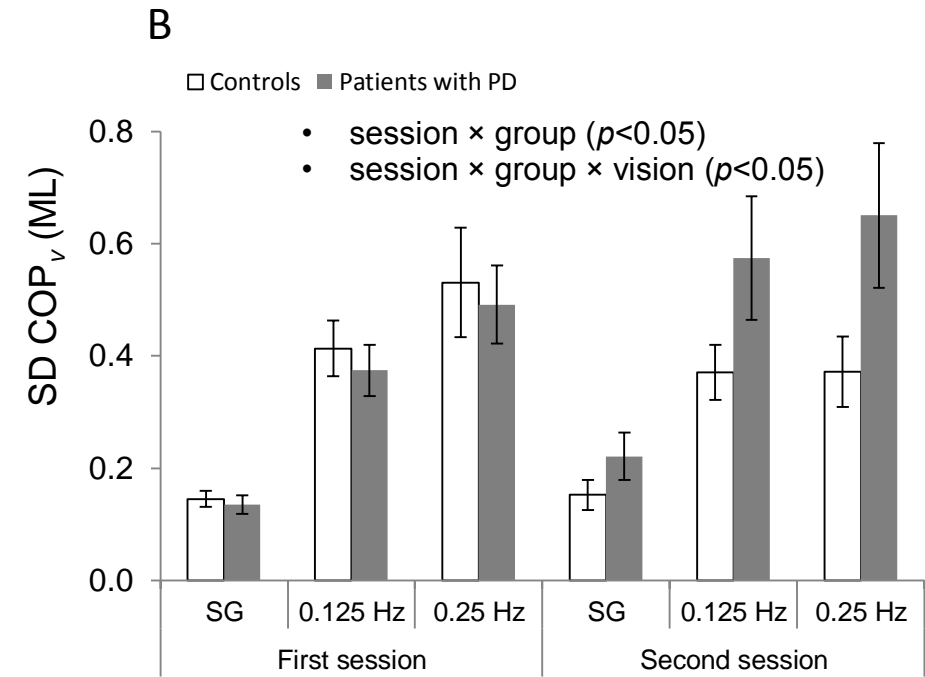 B
Controls Patients with PD
• session × group (p<0.05)
• session × group × vision (p<0.05)
SD COPv (ML)
0.8
0.6
0.4
0.2
0.0
SG 0.125 Hz 0.25 Hz SG 0.125 Hz 0.25 Hz
First session Second session